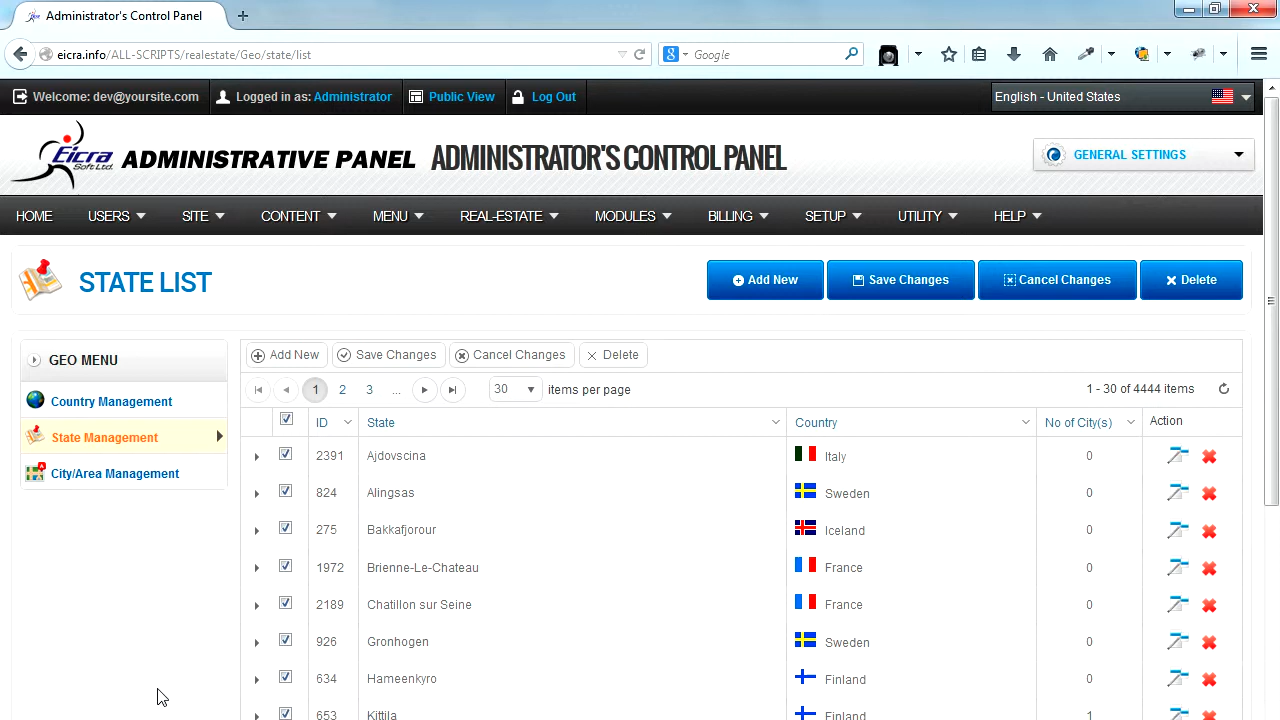 Administrator's Control Panel
eicra.info/ALL-SCRIPTS/realestate/Geo/state/list
Google
Welcome: dev@yoursite.com
Logged in as: Administrator
Public View
Log Out
English - United States
Eicra Soft Ltd.
ADMINISTRATIVE PANEL
ADMINISTRATOR'S CONTROL PANEL
GENERAL SETTINGS
HOME USERS SITE CONTENT MENU REAL-ESTATE MODULES BILLING SETUP UTILITY HELP
STATE LIST
Add New Save Changes Cancel Changes Delete
GEO MENU
Country Management
State Management
City/Area Management
Add New Save Changes Cancel Changes Delete
1 2 3 ... 30 items per page 1 - 30 of 4444 items
ID State Country No of City(s) Action
2391 Ajdovscina Italy 0
824 Alingsas Sweden 0
275 Bakkafjorour Iceland 0
1972 Brienne-Le-Chateau France 0
2189 Chatillon sur Seine France 0
926 Gronhogen Sweden 0
634 Hameenkyro Finland 0
653 Kittila Finland 1